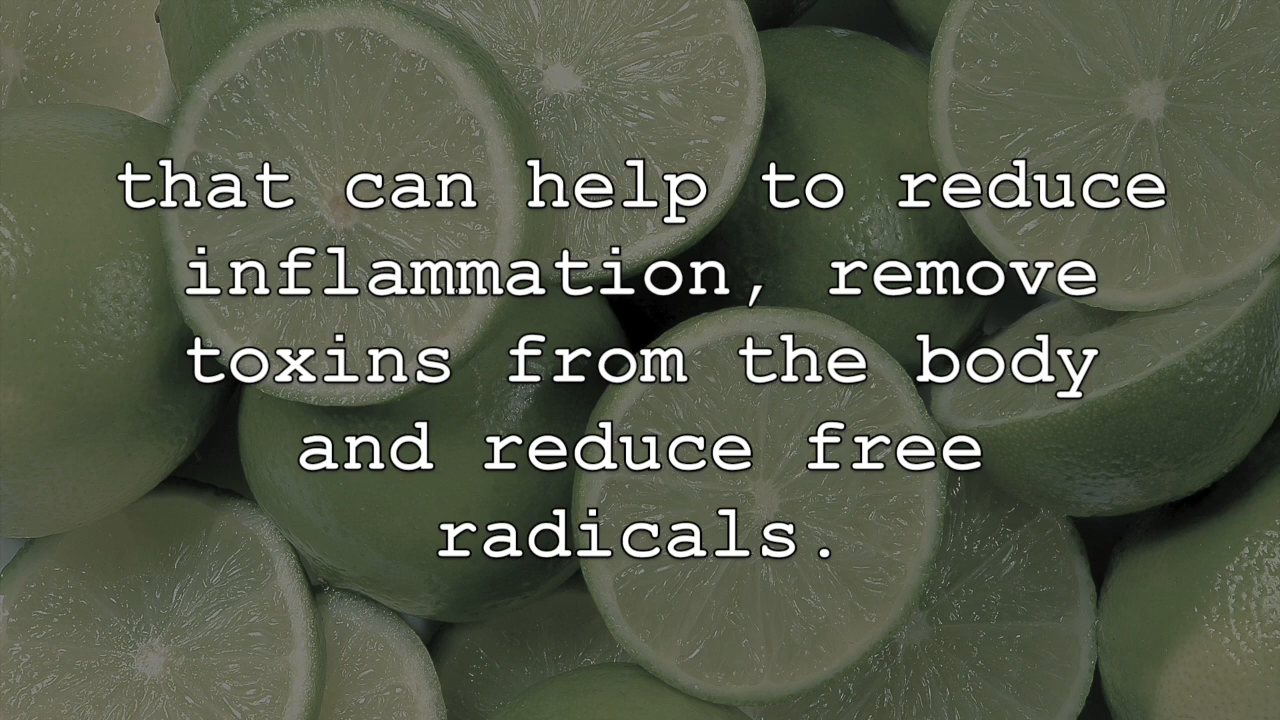 that can help to reduce
inflammation, remove
toxins from the body
and reduce free
radicals.